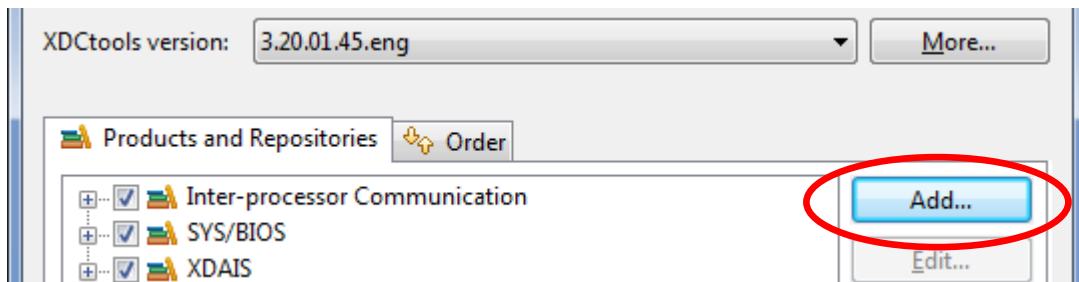 XDCtools version: 3.20.01.45.eng More...
Products and Repositories Order
Inter-processor Communication Add...
SYS/BIOS
XDAIS Edit...